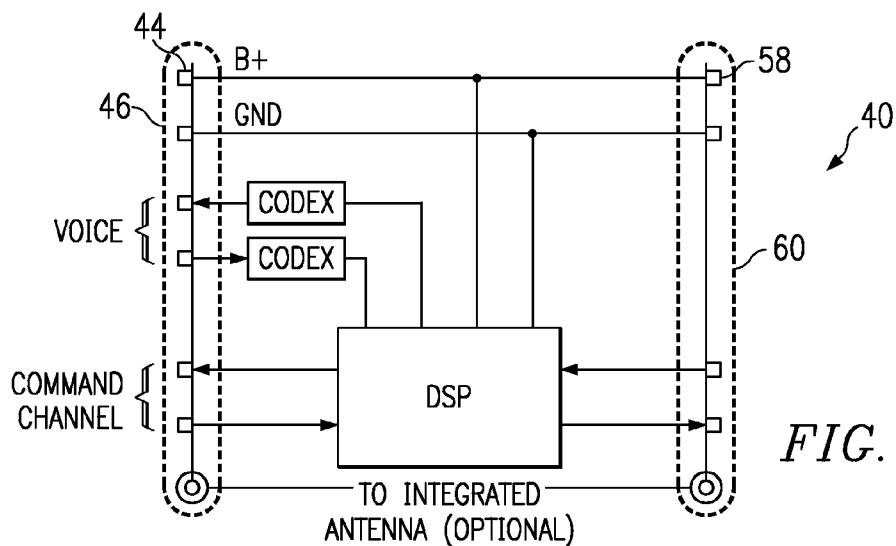 44
B+
58
46
GND
40
CODEX
VOICE
CODEX
60
COMMAND
CHANNEL
DSP
FIG.
TO INTEGRATED
ANTENNA (OPTIONAL)